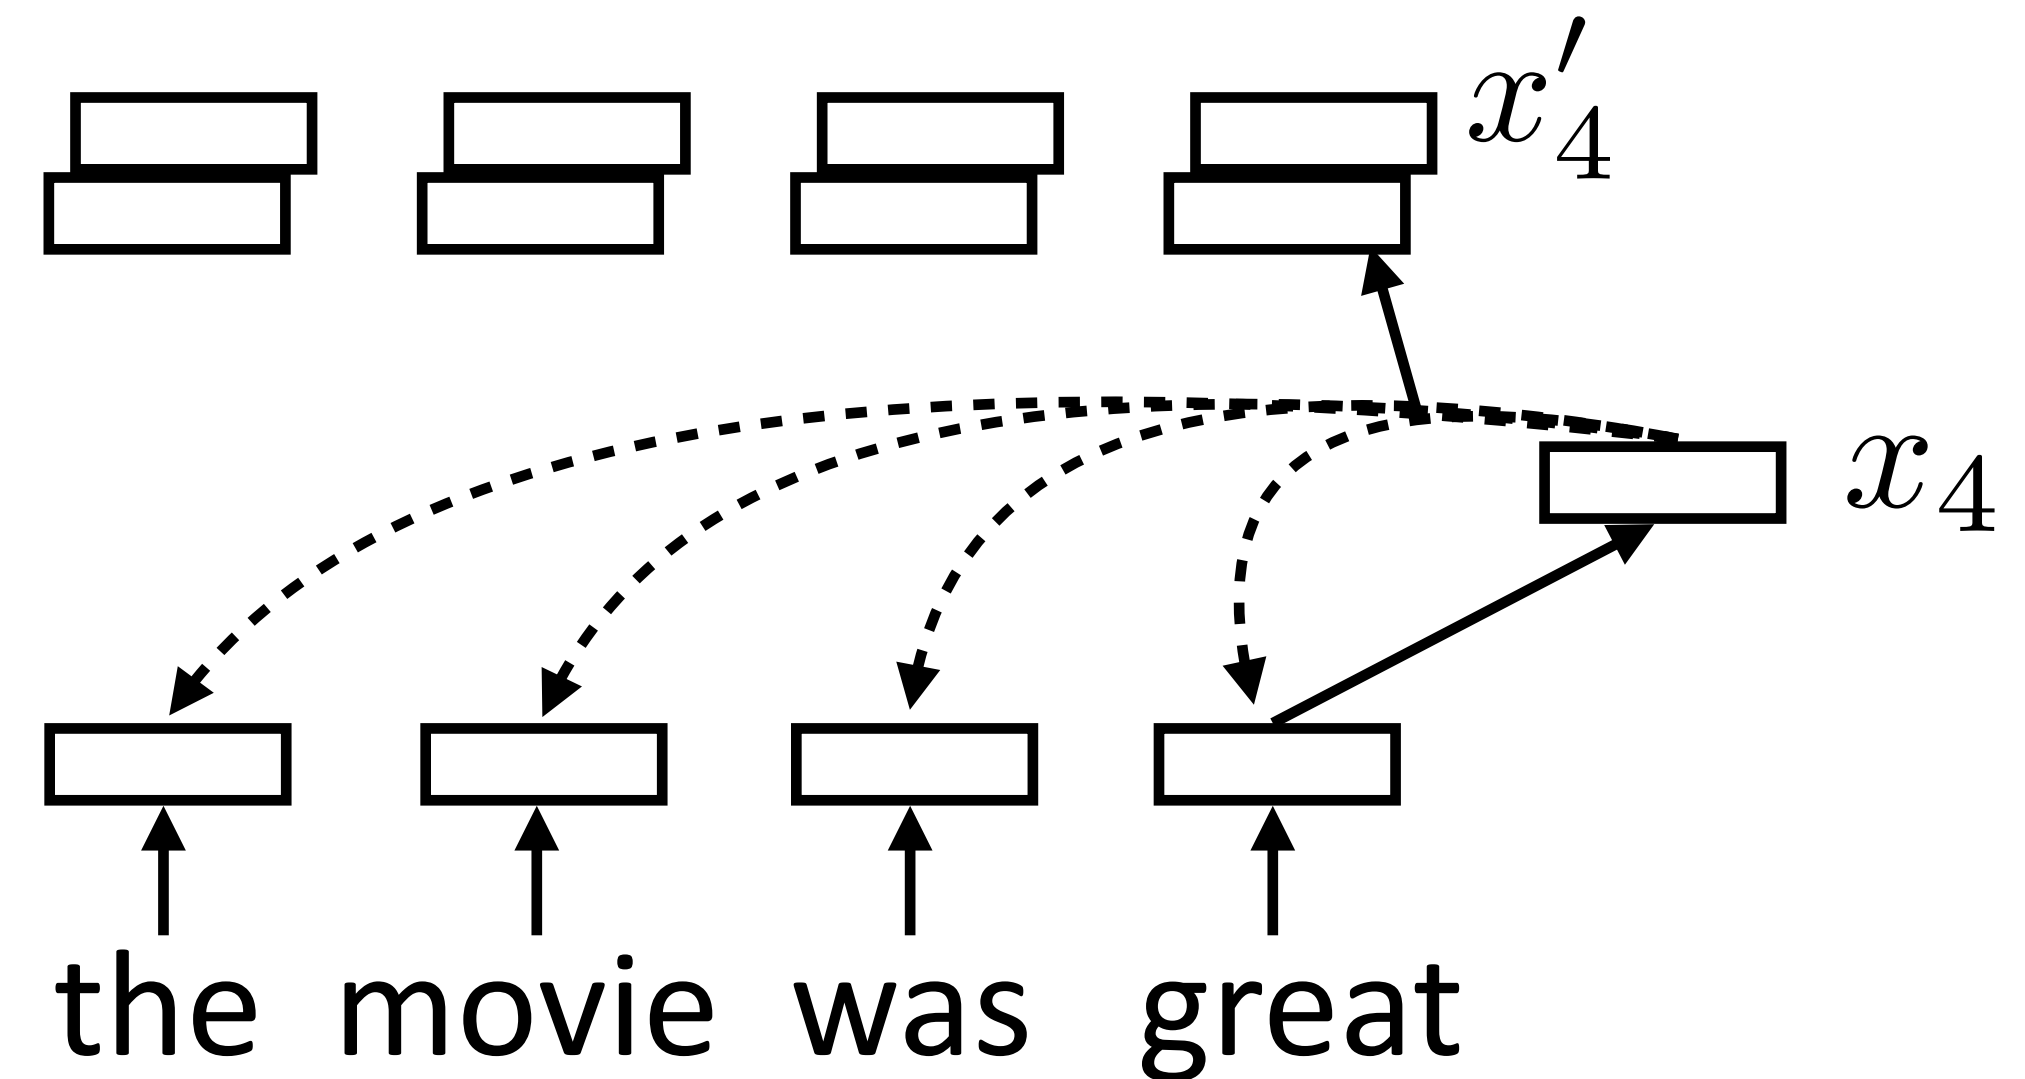 x′₄
x₄
the movie was great